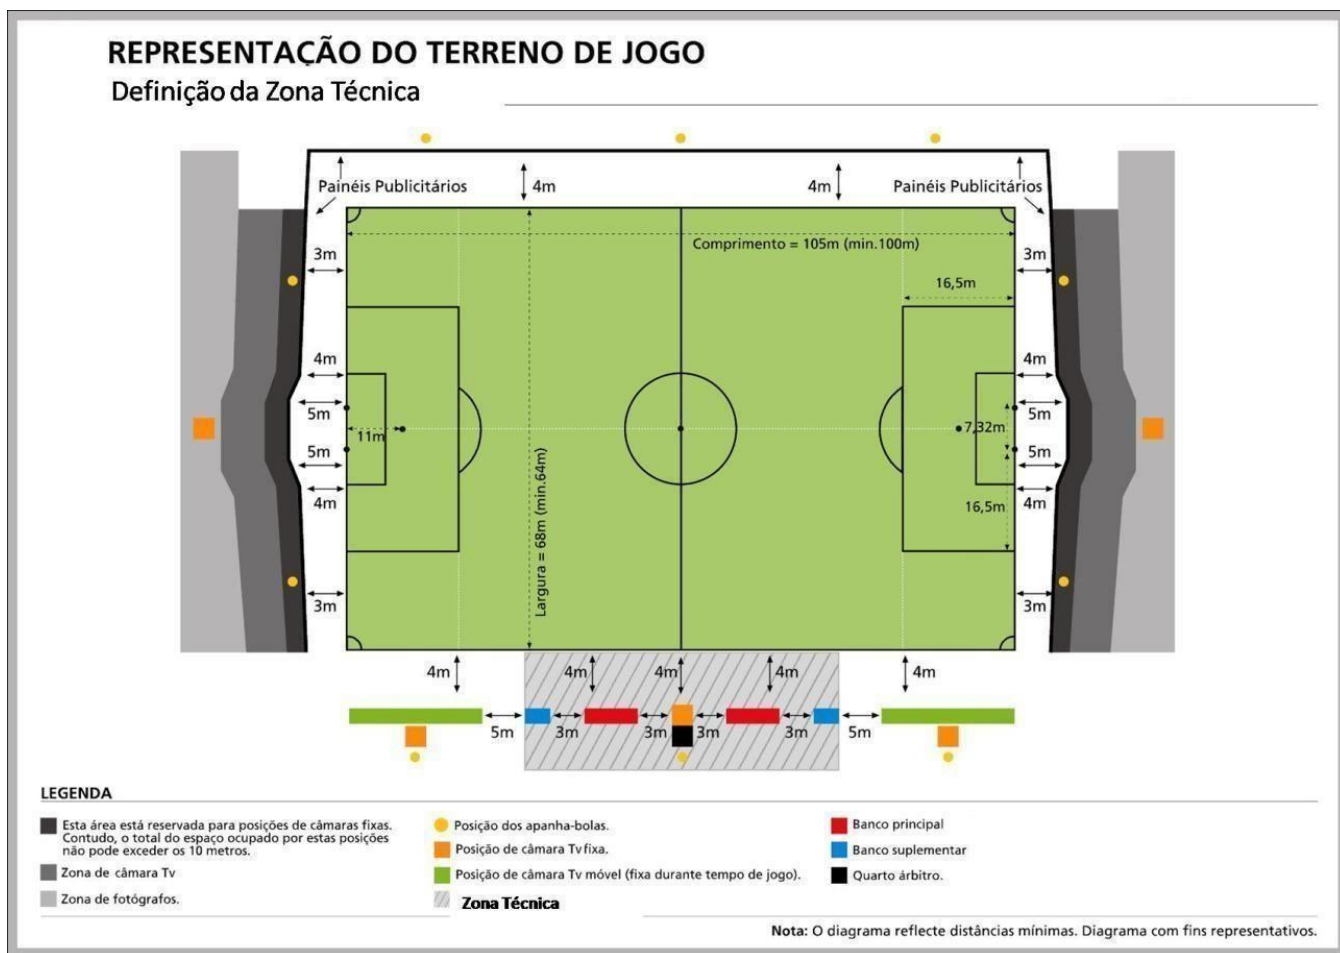 REPRESENTAÇÃO DO TERRENO DE JOGO
Definição da Zona Técnica
Painéis Publicitários
4m
4m
Painéis Publicitários
Comprimento = 105m (min.100m)
3m
3m
16,5m
4m
4m
5m
5m
11m
7,32m
5m
5m
4m
16,5m
4m
Largura = 68m (min.64m)
3m
3m
4m
4m
4m
4m
4m
5m
3m
3m
3m
3m
5m
LEGENDA
Esta área está reservada para posições de câmaras fixas.
Contudo, o total do espaço ocupado por estas posições
não pode exceder os 10 metros.
Zona de câmara Tv
Zona de fotógrafos.
Posição dos apanha-bolas.
Posição de câmara Tv fixa.
Posição de câmara Tv móvel (fixa durante tempo de jogo).
Zona Técnica
Banco principal
Banco suplementar
Quarto árbitro.
Nota: O diagrama reflecte distâncias mínimas. Diagrama com fins representativos.